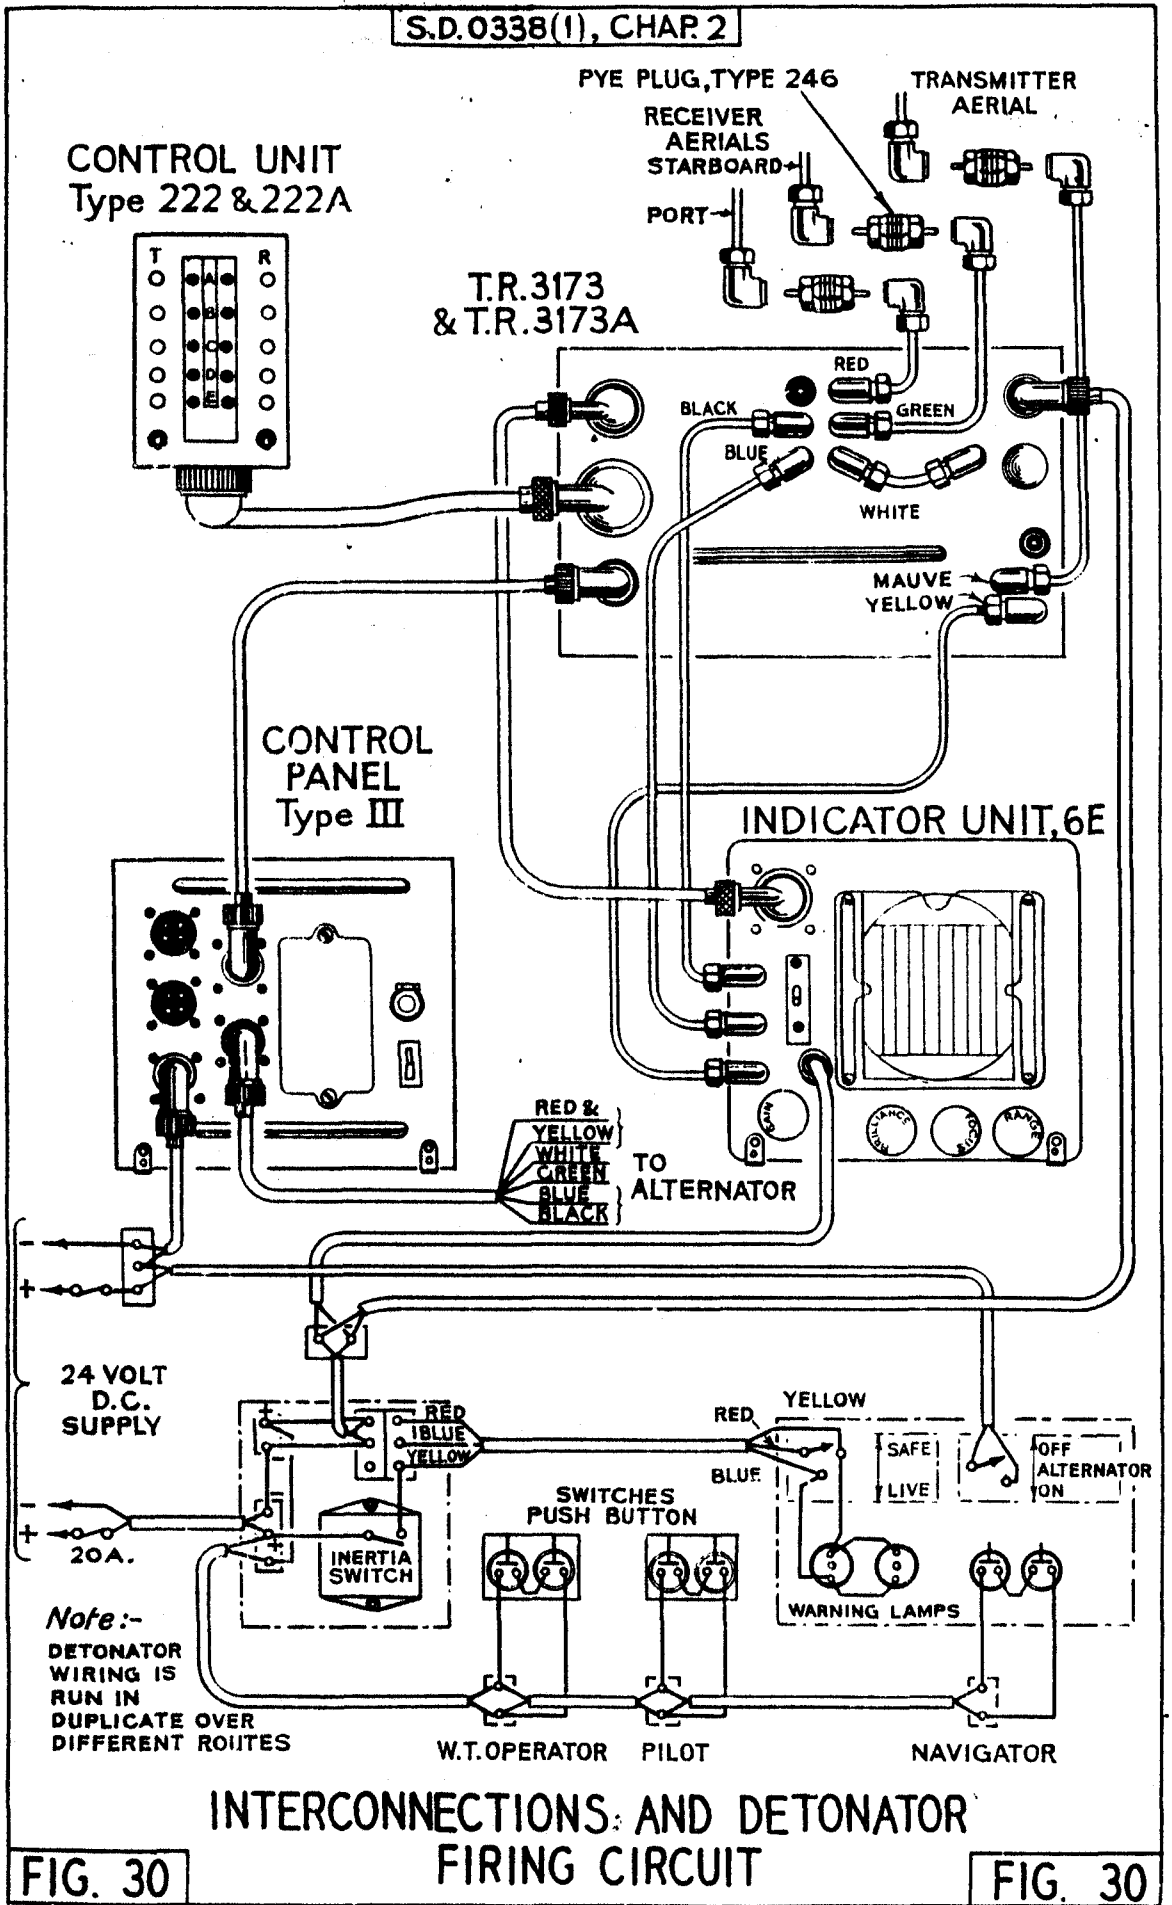 S.D.0338(1), CHAP. 2
PYE PLUG, TYPE 246
TRANSMITTER
AERIAL
RECEIVER
AERIALS
STARBOARD
PORT
CONTROL UNIT
Type 222 & 222A
T
R
A
B
C
D
E
T.R.3173
& T.R.3173A
RED
BLACK
GREEN
BLUE
WHITE
MAUVE
YELLOW
CONTROL
PANEL
Type III
INDICATOR UNIT, 6E
GAIN
BRILLIANCE
FOCUS
RANGE
RED &
YELLOW
WHITE
GREEN
BLUE
BLACK
TO
ALTERNATOR
-
+
24 VOLT
D.C.
SUPPLY
- +
+
-
RED
BLUE
YELLOW
-
+
20A.
+
INERTIA
SWITCH
YELLOW
RED
BLUE
SAFE
LIVE
OFF
ALTERNATOR
ON
SWITCHES
PUSH BUTTON
WARNING LAMPS
Note:-
DETONATOR
WIRING IS
RUN IN
DUPLICATE OVER
DIFFERENT ROUTES
W.T. OPERATOR
PILOT
NAVIGATOR
INTERCONNECTIONS AND DETONATOR
FIRING CIRCUIT
FIG. 30
FIG. 30